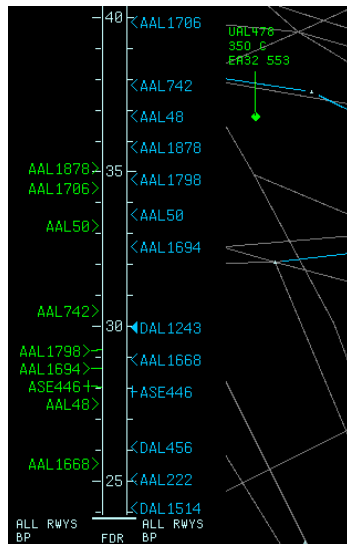 40
AAL1706
UAL478
350 C
EA32 553
AAL742
AAL48
AAL1878
AAL1878
35
AAL1798
AAL1706
AAL50
AAL50
AAL1694
AAL742
30
DAL1243
AAL1798
AAL1668
AAL1694
ASE446
ASE446
AAL48
DAL456
AAL1668
25
AAL222
DAL1514
ALL RWYS
BP
FDR
ALL RWYS
BP